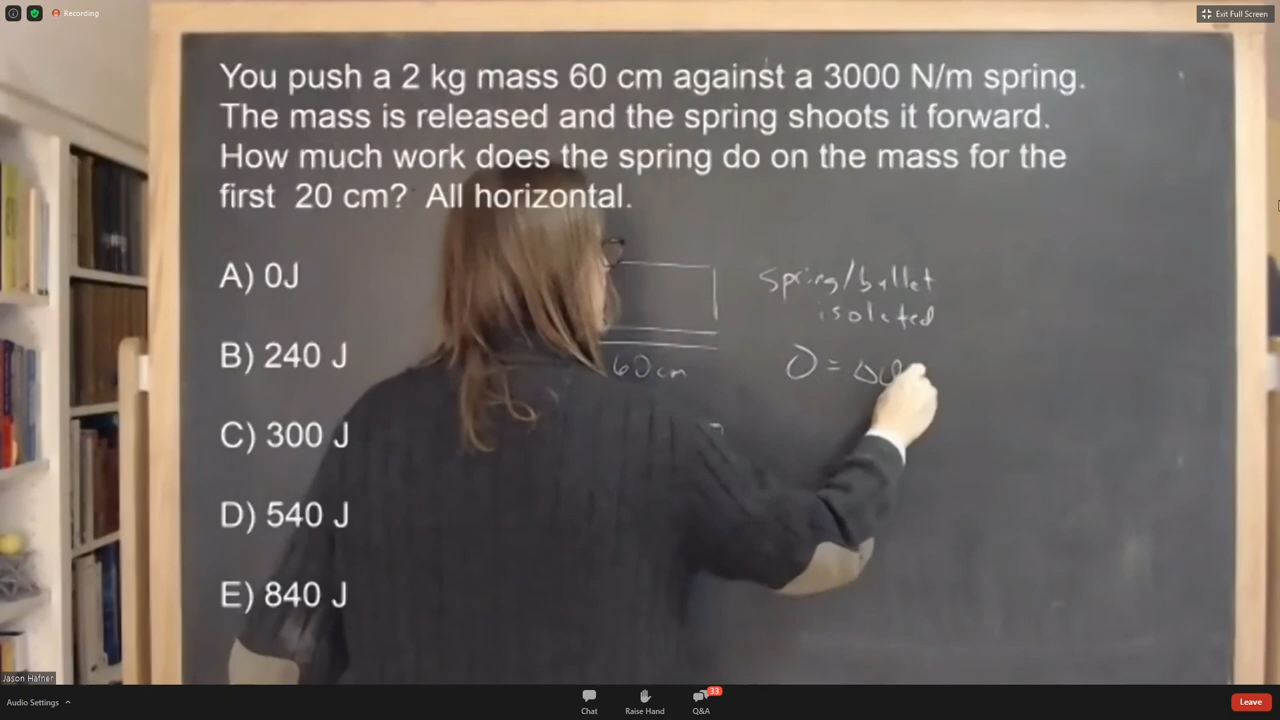 Recording
Exit Full Screen
You push a 2 kg mass 60 cm against a 3000 N/m spring.
The mass is released and the spring shoots it forward.
How much work does the spring do on the mass for the
first 20 cm? All horizontal.
A) 0J
B) 240 J
C) 300 J
D) 540 J
E) 840 J
spring/bullet
isolated
60cm
0 = ΔU
Jason Hafner
Audio Settings
Chat
Raise Hand
33
Q&A
Leave